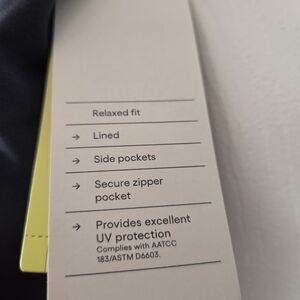 Relaxed fit
→ Lined
→ Side pockets
→ Secure zipper
pocket
→ Provides excellent
UV protection
Complies with AATCC
183/ASTM D6603.